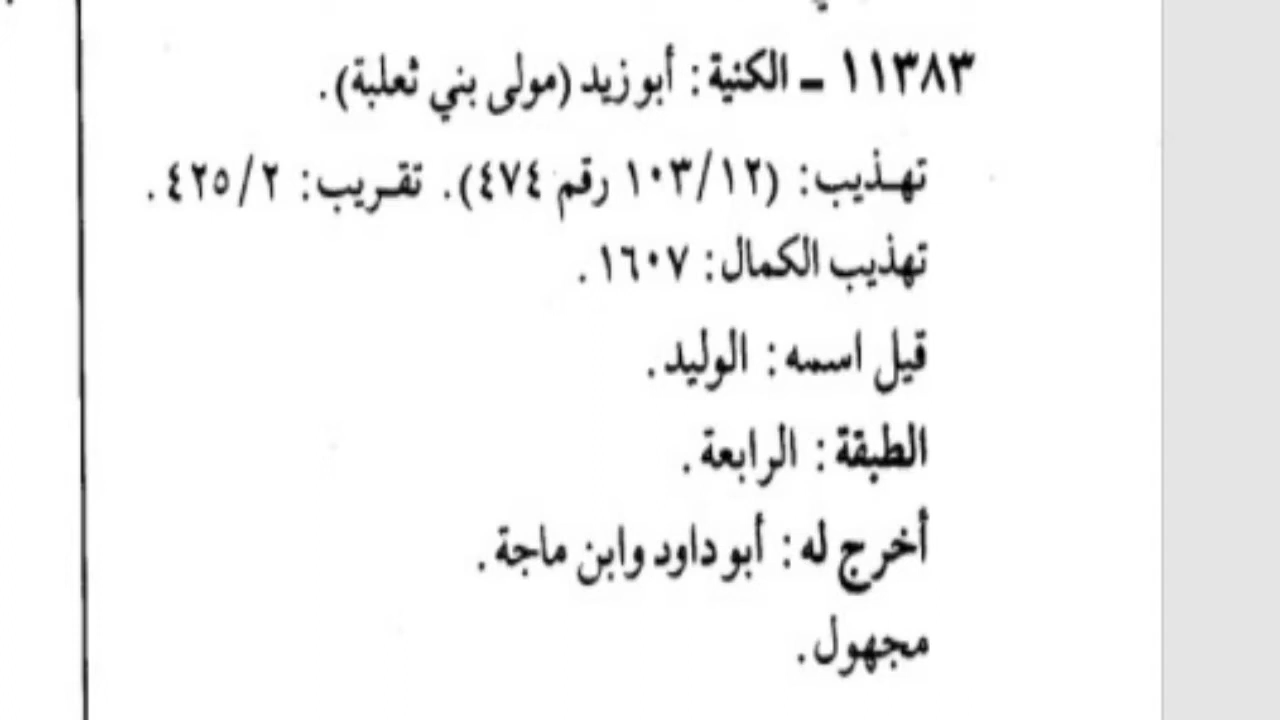 ١١٣٨٣ ـ الكنية: أبو زيد (مولى بني ثعلبة).
تهذيب: (١٠٣/١٢ رقم ٤٧٤). تقريب: ٤٢٥/٢.
تهذيب الكمال: ١٦٠٧.
قيل اسمه: الوليد.
الطبقة: الرابعة.
أخرج له: أبو داود وابن ماجة.
مجهول.